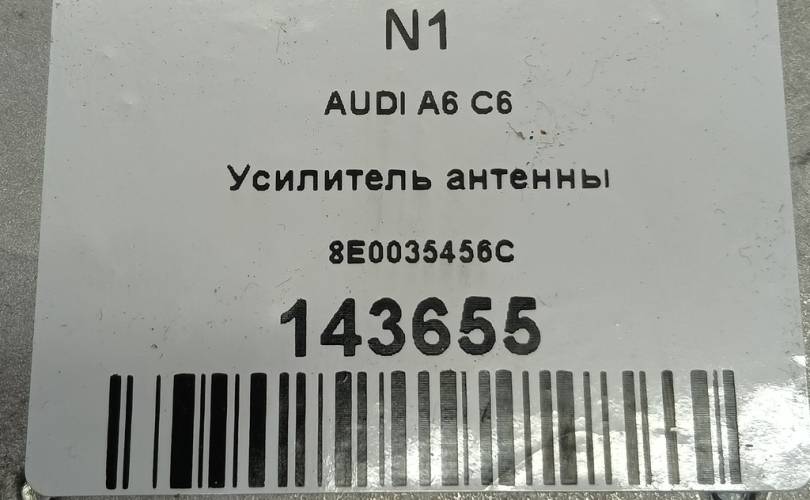 N1
AUDI A6 C6
Усилитель антенны
8E0035456C
143655